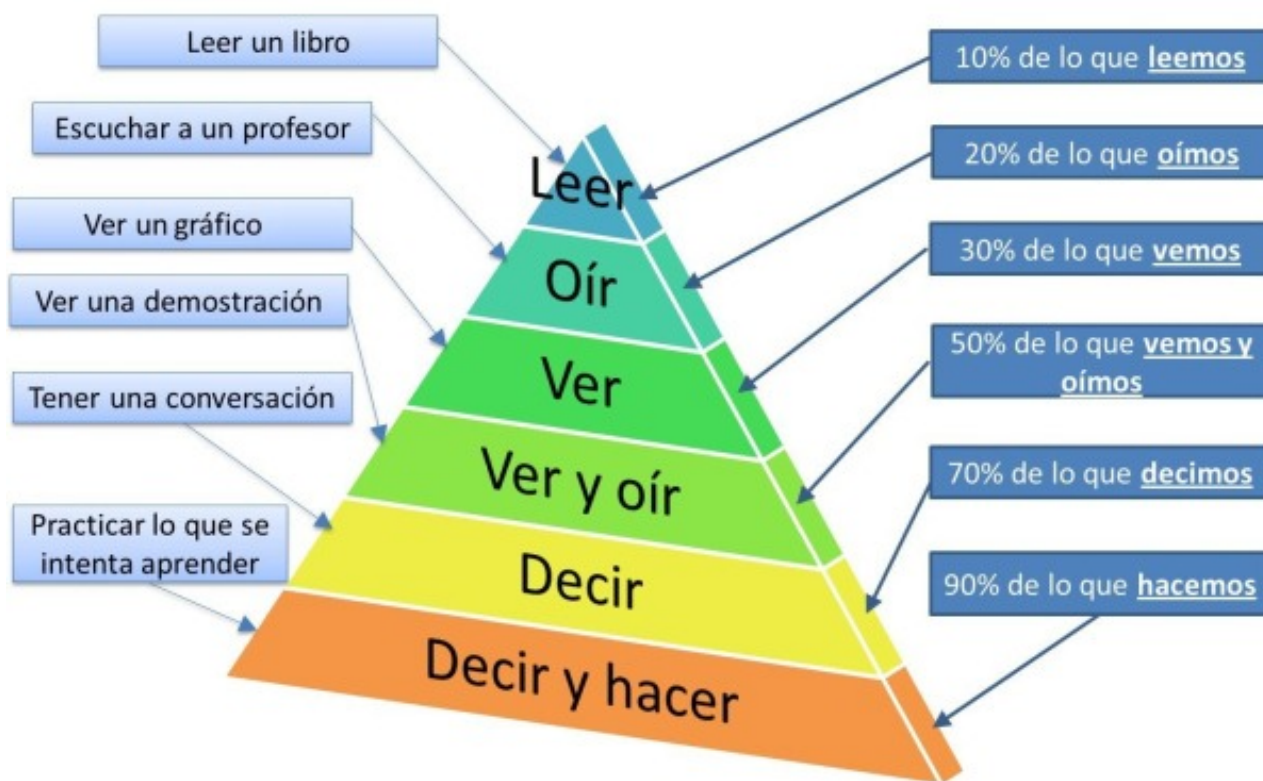 Leer un libro
Escuchar a un profesor
Ver un gráfico
Ver una demostración
Tener una conversación
Practicar lo que se
intenta aprender
Leer
Oír
Ver
Ver y oír
Decir
Decir y hacer
10% de lo que leemos
20% de lo que oímos
30% de lo que vemos
50% de lo que vemos y
oímos
70% de lo que decimos
90% de lo que hacemos